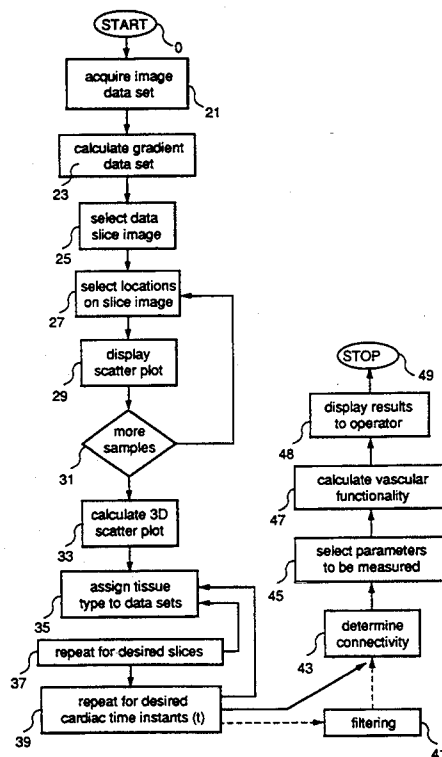 START
0
acquire image
data set
21
calculate gradient
data set
23
select data
slice image
25
select locations
on slice image
27
display
scatter plot
29
more
samples
31
calculate 3D
scatter plot
33
assign tissue
type to data sets
35
repeat for desired slices
37
repeat for desired
cardiac time instants (t)
39
filtering
41
determine
connectivity
43
select parameters
to be measured
45
calculate vascular
functionality
47
display results
to operator
48
STOP
49